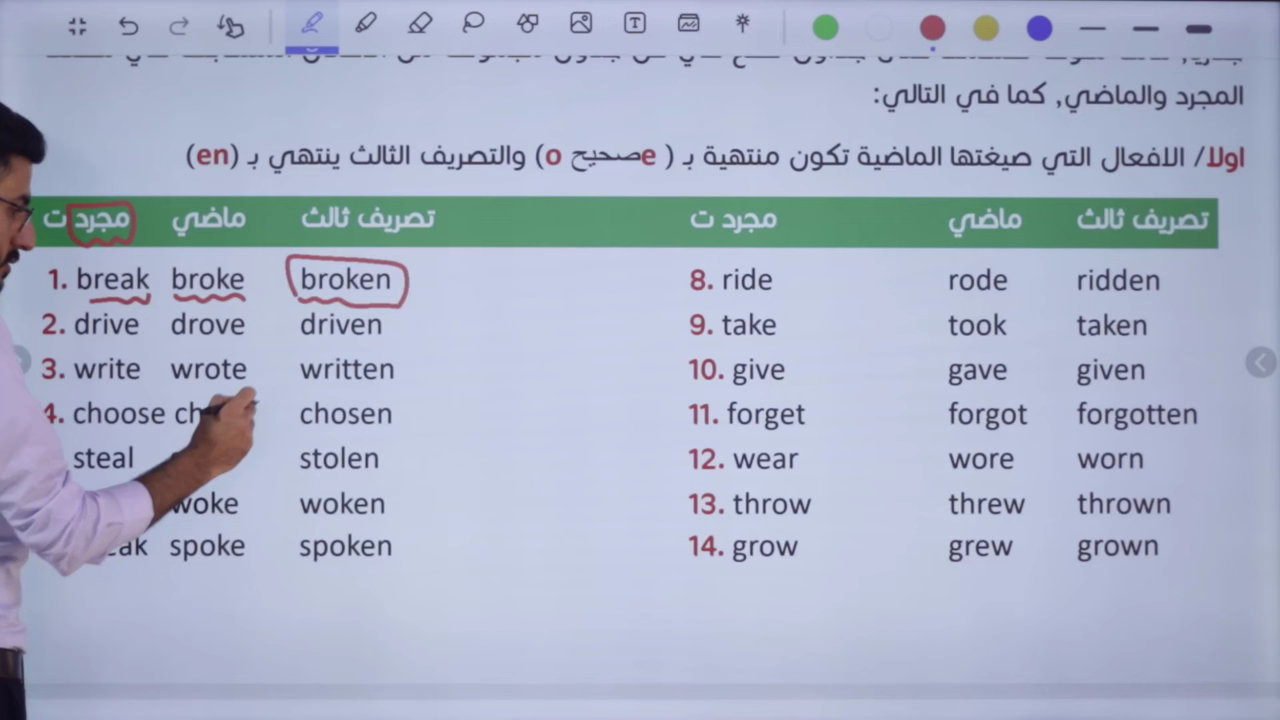 المجرد والماضي, كما في التالي:
اولا/ الافعال التي صيغتها الماضية تكون منتهية بـ ( e صحيح o) والتصريف الثالث ينتهي بـ (en)
ت مجرد ماضي تصريف ثالث ت مجرد ماضي تصريف ثالث
1. break broke broken 8. ride rode ridden
2. drive drove driven 9. take took taken
3. write wrote written 10. give gave given
4. choose chosen 11. forget forgot forgotten
steal stolen 12. wear wore worn
woke woken 13. throw threw thrown
spoke spoken 14. grow grew grown